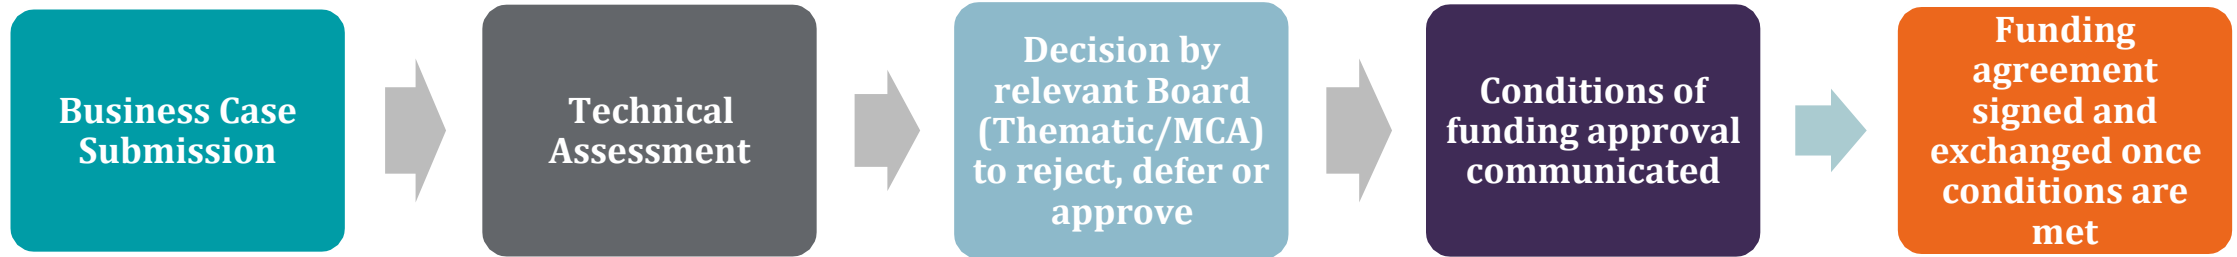 Business Case
Submission
Technical
Assessment
Decision by
relevant Board
(Thematic/MCA)
to reject, defer or
approve
Conditions of
funding approval
communicated
Funding
agreement
signed and
exchanged once
conditions are
met